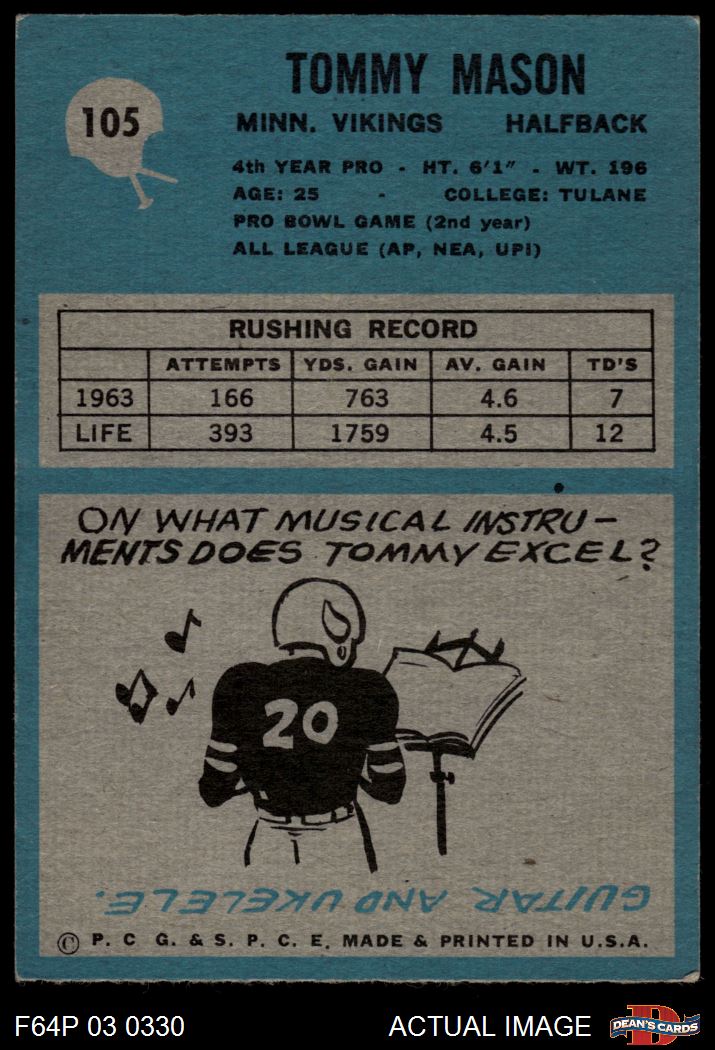 105
TOMMY MASON
MINN. VIKINGS HALFBACK
4th YEAR PRO - HT. 6'1" - WT. 196
AGE: 25 - COLLEGE: TULANE
PRO BOWL GAME (2nd year)
ALL LEAGUE (AP, NEA, UPI)
RUSHING RECORD
ATTEMPTS YDS. GAIN AV. GAIN TD'S
1963 166 763 4.6 7
LIFE 393 1759 4.5 12
ON WHAT MUSICAL INSTRU-
MENTS DOES TOMMY EXCEL?
20
GUITAR AND UKELELE.
© P. C G. & S. P. C. E. MADE & PRINTED IN U.S.A.
F64P 03 0330 ACTUAL IMAGE D DEAN'S CARDS